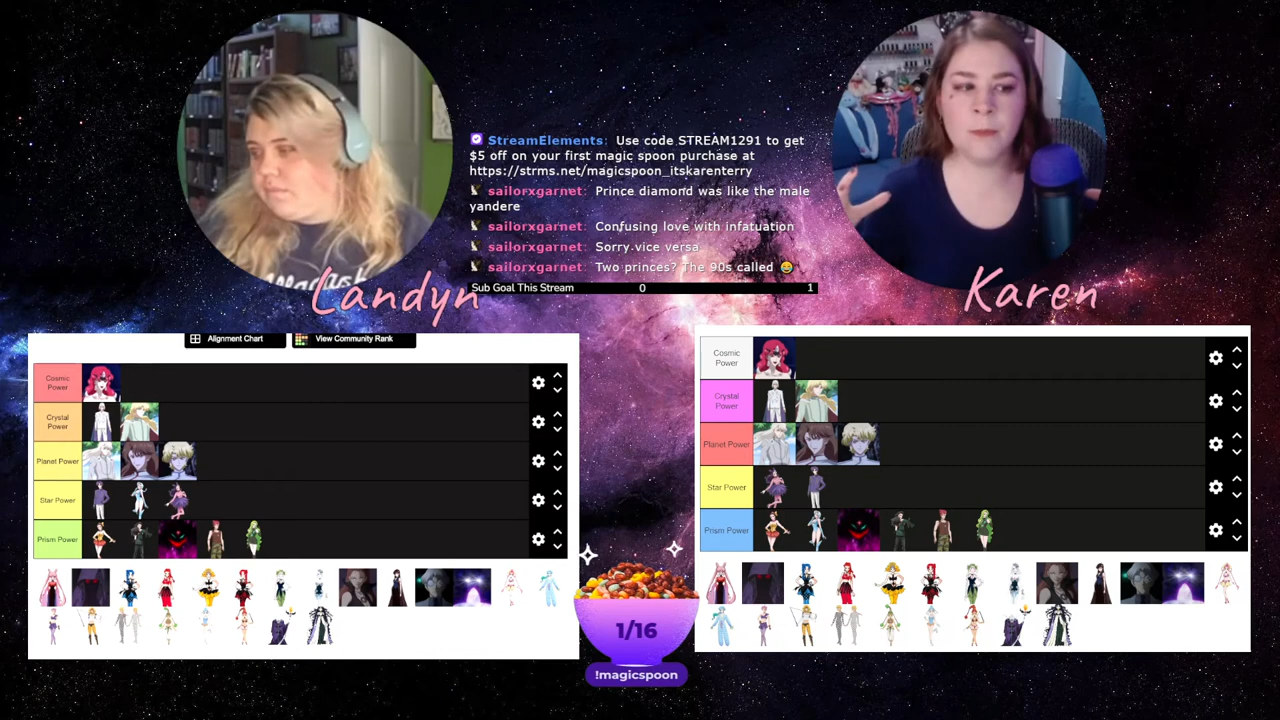 StreamElements: Use code STREAM1291 to get
$5 off on your first magic spoon purchase at
https://strms.net/magicspoon_itskarenterry
sailorxgarnet: Prince diamond was like the male
yandere
sailorxgarnet: Confusing love with infatuation
sailorxgarnet: Sorry vice versa
sailorxgarnet: Two princes? The 90s called 😂
Sub Goal This Stream 0 1
Landyn
Karen
Alignment Chart
View Community Rank
Cosmic
Power
Crystal
Power
Planet Power
Star Power
Prism Power
Cosmic
Power
Crystal
Power
Planet Power
Star Power
Prism Power
1/16
!magicspoon